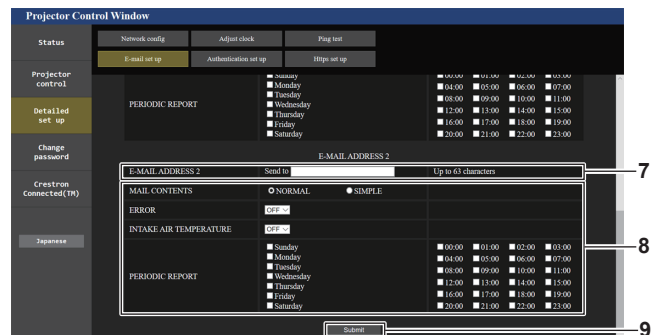 Projector Control Window
Status
Network config
Adjust clock
Ping test
E-mail set up
Authentication set up
Https set up
Projector control
Detailed set up
Change password
Crestron Connected(TM)
Japanese
PERIODIC REPORT
Sunday
Monday
Tuesday
Wednesday
Thursday
Friday
Saturday
00:00 01:00 02:00 03:00
04:00 05:00 06:00 07:00
08:00 09:00 10:00 11:00
12:00 13:00 14:00 15:00
16:00 17:00 18:00 19:00
20:00 21:00 22:00 23:00
E-MAIL ADDRESS 2
E-MAIL ADDRESS 2 Send to Up to 63 characters
7
MAIL CONTENTS NORMAL SIMPLE
ERROR OFF
INTAKE AIR TEMPERATURE OFF
8
PERIODIC REPORT
Sunday
Monday
Tuesday
Wednesday
Thursday
Friday
Saturday
00:00 01:00 02:00 03:00
04:00 05:00 06:00 07:00
08:00 09:00 10:00 11:00
12:00 13:00 14:00 15:00
16:00 17:00 18:00 19:00
20:00 21:00 22:00 23:00
Submit
9